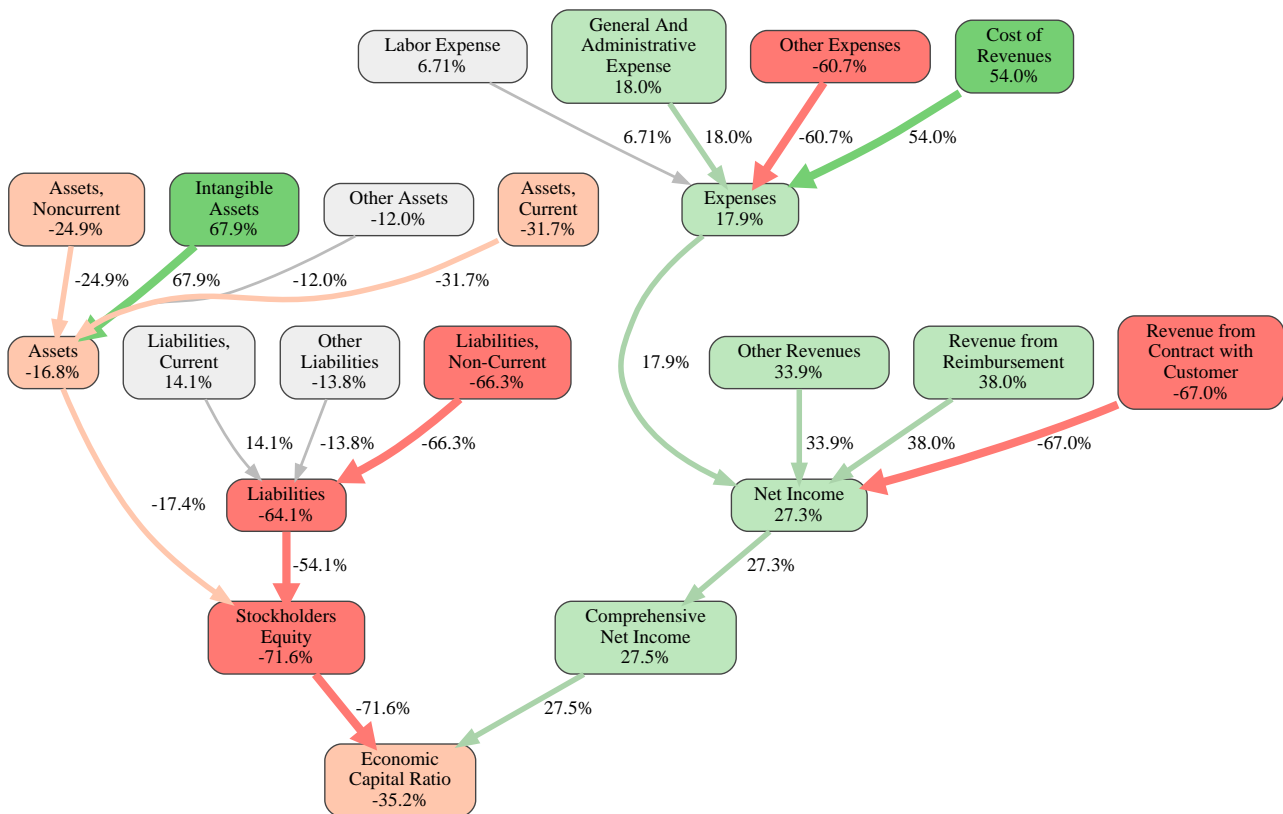 Labor Expense
6.71%
General And
Administrative
Expense
18.0%
Other Expenses
-60.7%
Cost of
Revenues
54.0%
6.71%
18.0%
-60.7%
54.0%
Assets,
Noncurrent
-24.9%
Intangible
Assets
67.9%
Other Assets
-12.0%
Assets,
Current
-31.7%
Expenses
17.9%
-24.9%
67.9%
-12.0%
-31.7%
Assets
-16.8%
Liabilities,
Current
14.1%
Other
Liabilities
-13.8%
Liabilities,
Non-Current
-66.3%
17.9%
Other Revenues
33.9%
Revenue from
Reimbursement
38.0%
Revenue from
Contract with
Customer
-67.0%
14.1%
-13.8%
-66.3%
33.9%
38.0%
-67.0%
-17.4%
Liabilities
-64.1%
Net Income
27.3%
-54.1%
27.3%
Stockholders
Equity
-71.6%
Comprehensive
Net Income
27.5%
-71.6%
27.5%
Economic
Capital Ratio
-35.2%